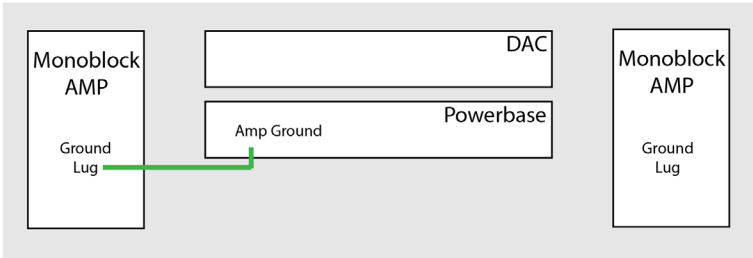 Monoblock
AMP
Ground
Lug
DAC
Powerbase
Amp Ground
Monoblock
AMP
Ground
Lug